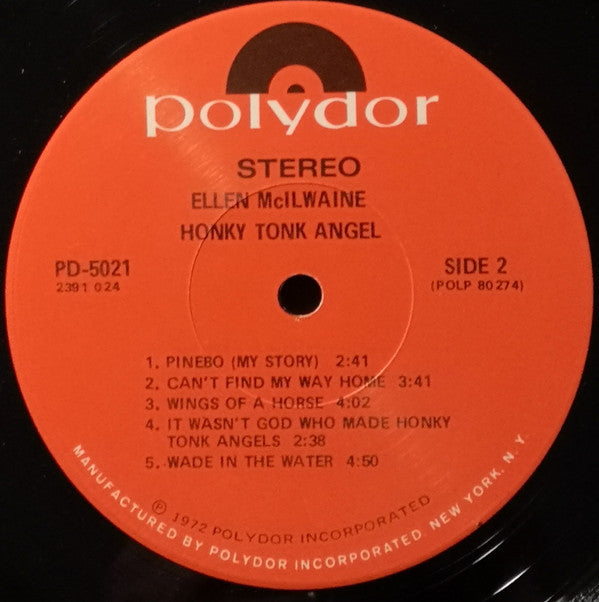 polydor
STEREO
ELLEN McILWAINE
HONKY TONK ANGEL
PD-5021
2391 024
SIDE 2
(POLP 80274)
1. PINEBO (MY STORY) 2:41
2. CAN'T FIND MY WAY HOME 3:41
3. WINGS OF A HORSE 4:02
4. IT WASN'T GOD WHO MADE HONKY
TONK ANGELS 2:38
5. WADE IN THE WATER 4:50
Ⓟ 1972 POLYDOR INCORPORATED
MANUFACTURED BY POLYDOR INCORPORATED, NEW YORK, N.Y.